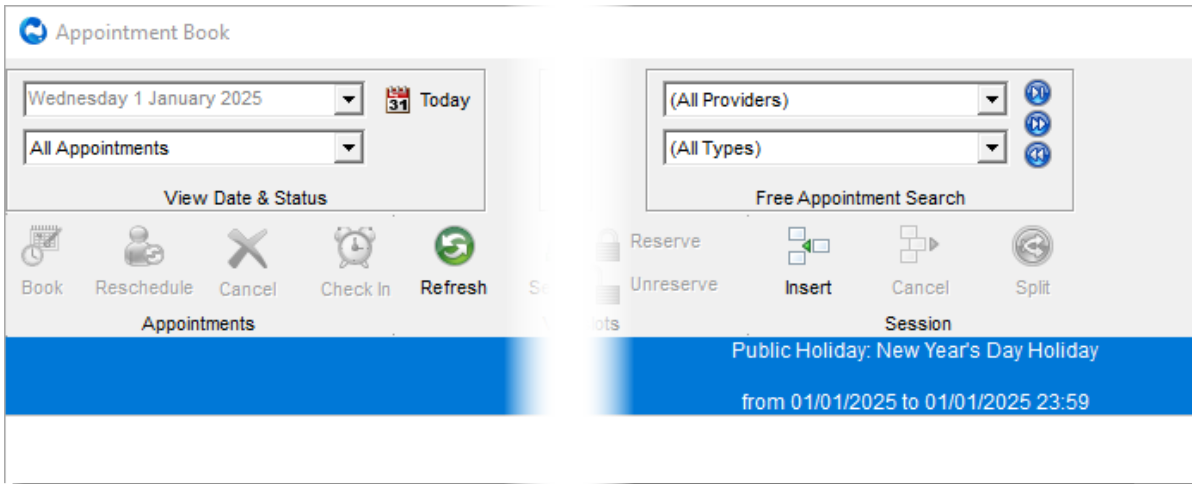 Appointment Book
Wednesday 1 January 2025
31 Today
All Appointments
View Date & Status
(All Providers)
(All Types)
Free Appointment Search
Book Reschedule Cancel Check In Refresh
Appointments
Reserve
Unreserve
Insert Cancel Split
Session
Public Holiday: New Year's Day Holiday
from 01/01/2025 to 01/01/2025 23:59